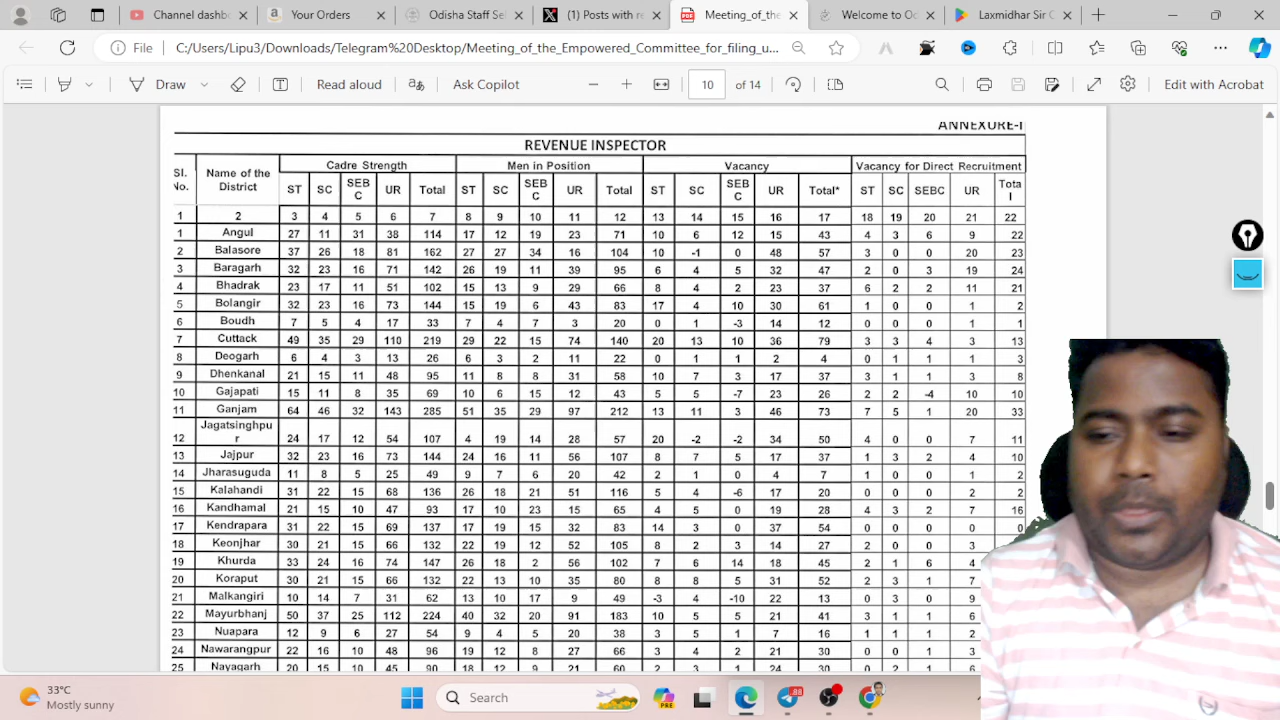 Channel dashb
Your Orders
Odisha Staff Sel
(1) Posts with re
Meeting_of_the
Welcome to Oc
Laxmidhar Sir C
File C:/Users/Lipu3/Downloads/Telegram%20Desktop/Meeting_of_the_Empowered_Committee_for_filing_u...
Draw Read aloud Ask Copilot 10 of 14 Edit with Acrobat
ANNEXURE-I
REVENUE INSPECTOR
Sl. No. Name of the District Cadre Strength Men in Position Vacancy Vacancy for Direct Recruitment
ST SC SEBC UR Total ST SC SEBC UR Total ST SC SEBC UR Total* ST SC SEBC UR Total
1 2 3 4 5 6 7 8 9 10 11 12 13 14 15 16 17 18 19 20 21 22
1 Angul 27 11 31 38 114 17 12 19 23 71 10 6 12 15 43 4 3 6 9 22
2 Balasore 37 26 18 81 162 27 27 34 16 104 10 -1 0 48 57 3 0 0 20 23
3 Baragarh 32 23 16 71 142 26 19 11 39 95 6 4 5 32 47 2 0 3 19 24
4 Bhadrak 23 17 11 51 102 15 13 9 29 66 8 4 2 23 37 6 2 2 11 21
5 Bolangir 32 23 16 73 144 15 19 6 43 83 17 4 10 30 61 1 0 0 1 2
6 Boudh 7 5 4 17 33 7 4 7 3 20 0 1 -3 14 12 0 0 0 1 1
7 Cuttack 49 35 29 110 219 29 22 15 74 140 20 13 10 36 79 3 3 4 3 13
8 Deogarh 6 4 3 13 26 6 3 2 11 22 0 1 1 2 4 0 1 1 1 3
9 Dhenkanal 21 15 11 48 95 11 8 8 31 58 10 7 3 17 37 3 1 1 3 8
10 Gajapati 15 11 8 35 69 10 6 15 12 43 5 5 -7 23 26 2 2 -4 10 10
11 Ganjam 64 46 32 143 285 51 35 29 97 212 13 11 3 46 73 7 5 1 20 33
12 Jagatsinghpur 24 17 12 54 107 4 19 14 28 57 20 -2 -2 34 50 4 0 0 7 11
13 Jajpur 32 23 16 73 144 24 16 11 56 107 8 7 5 17 37 1 3 2 4 10
14 Jharasuguda 11 8 5 25 49 9 7 6 20 42 2 1 0 4 7 1 0 0 1 2
15 Kalahandi 31 22 15 68 136 26 18 21 51 116 5 4 -6 17 20 0 0 0 2 2
16 Kandhamal 21 15 10 47 93 17 10 23 15 65 4 5 0 19 28 4 3 2 7 16
17 Kendrapara 31 22 15 69 137 17 19 15 32 83 14 3 0 37 54 0 0 0 0 0
18 Keonjhar 30 21 15 66 132 22 19 12 52 105 8 2 3 14 27 2 0 0 3
19 Khurda 33 24 16 74 147 26 18 2 56 102 7 6 14 18 45 2 1 6 4
20 Koraput 30 21 15 66 132 22 13 10 35 80 8 8 5 31 52 2 3 1 7
21 Malkangiri 10 14 7 31 62 13 10 17 9 49 -3 4 -10 22 13 0 3 0 9
22 Mayurbhanj 50 37 25 112 224 40 32 20 91 183 10 5 5 21 41 3 1 1 6
23 Nuapara 12 9 6 27 54 9 4 5 20 38 3 5 1 7 16 1 1 1 2
24 Nawarangpur 22 16 10 48 96 19 12 8 27 66 3 4 2 21 30 0 0 1 3
25 Nayagarh 20 15 10 45 90 18 12 9 21 60 2 3 1 24 30 0 2 1 6
33°C
Mostly sunny
Search
PRE
88